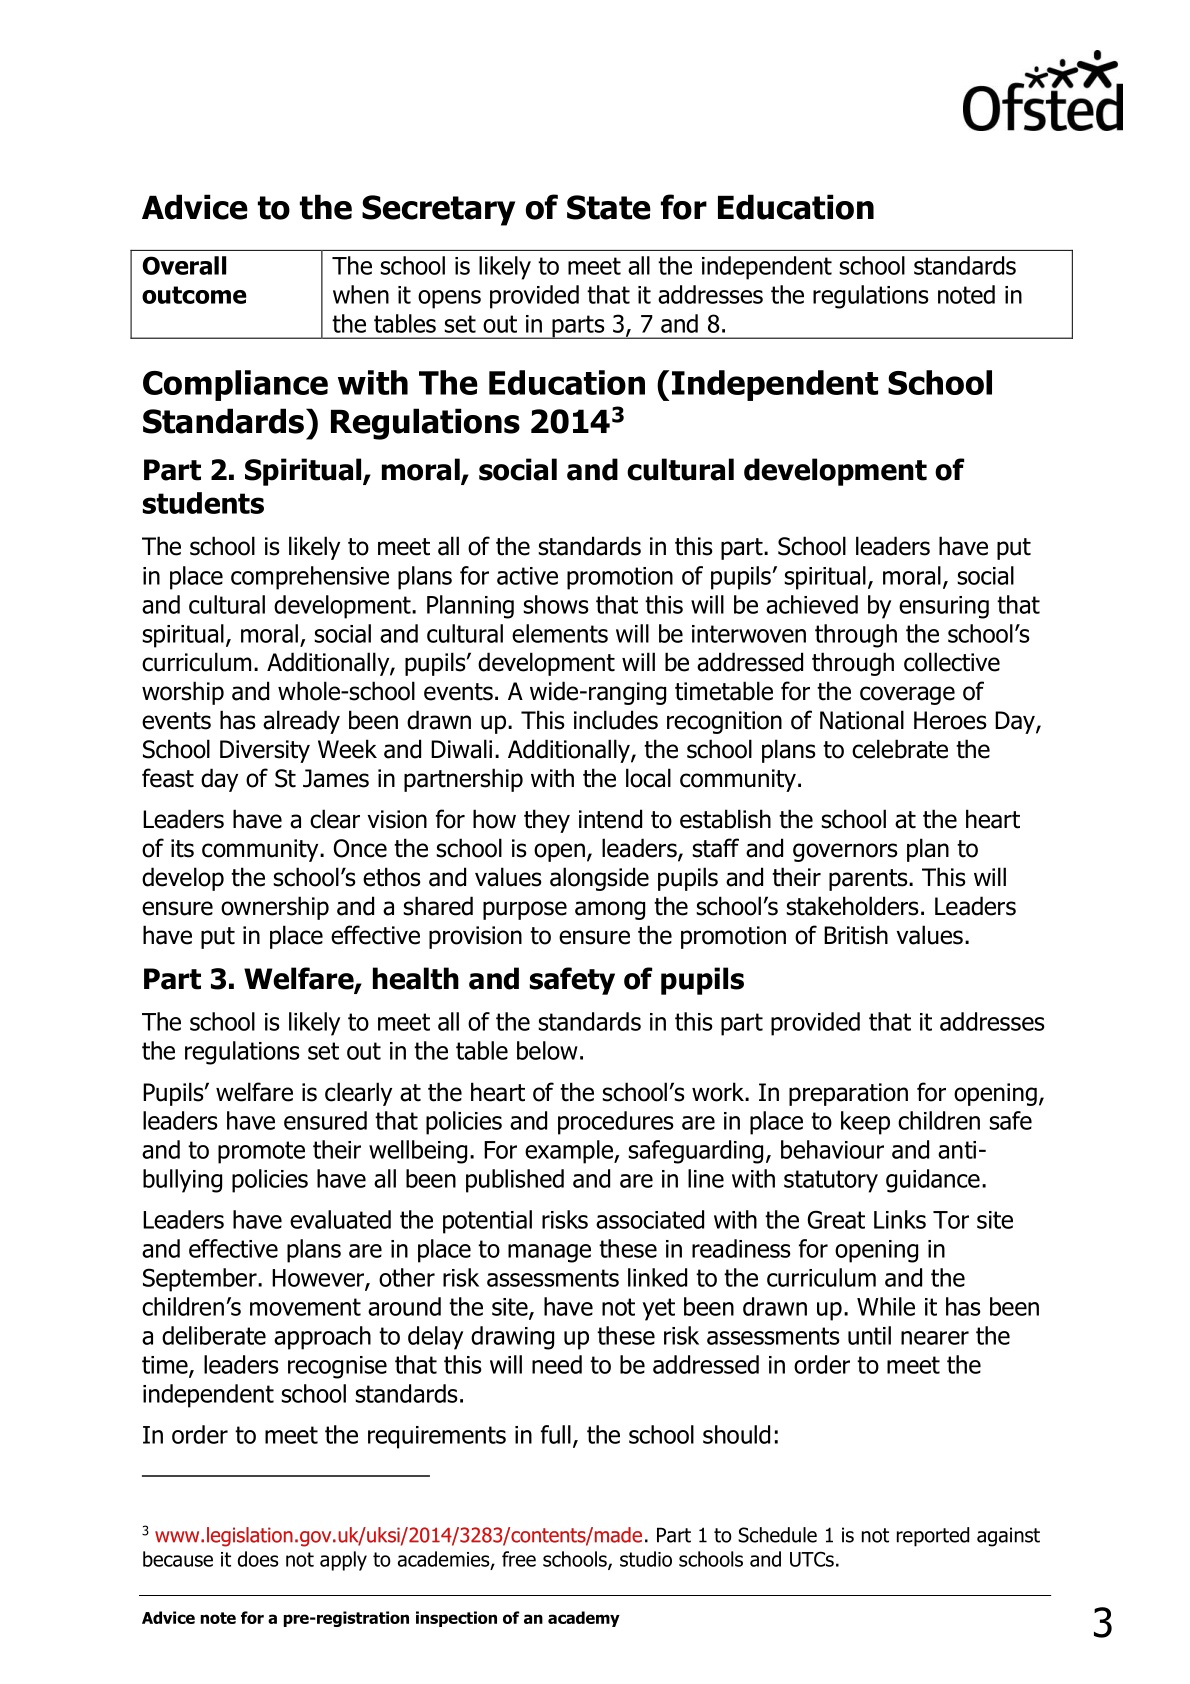 Ofsted
Advice to the Secretary of State for Education
Overall
outcome
The school is likely to meet all the independent school standards
when it opens provided that it addresses the regulations noted in
the tables set out in parts 3, 7 and 8.
Compliance with The Education (Independent School
Standards) Regulations 2014³
Part 2. Spiritual, moral, social and cultural development of
students
The school is likely to meet all of the standards in this part. School leaders have put
in place comprehensive plans for active promotion of pupils’ spiritual, moral, social
and cultural development. Planning shows that this will be achieved by ensuring that
spiritual, moral, social and cultural elements will be interwoven through the school’s
curriculum. Additionally, pupils’ development will be addressed through collective
worship and whole-school events. A wide-ranging timetable for the coverage of
events has already been drawn up. This includes recognition of National Heroes Day,
School Diversity Week and Diwali. Additionally, the school plans to celebrate the
feast day of St James in partnership with the local community.
Leaders have a clear vision for how they intend to establish the school at the heart
of its community. Once the school is open, leaders, staff and governors plan to
develop the school’s ethos and values alongside pupils and their parents. This will
ensure ownership and a shared purpose among the school’s stakeholders. Leaders
have put in place effective provision to ensure the promotion of British values.
Part 3. Welfare, health and safety of pupils
The school is likely to meet all of the standards in this part provided that it addresses
the regulations set out in the table below.
Pupils’ welfare is clearly at the heart of the school’s work. In preparation for opening,
leaders have ensured that policies and procedures are in place to keep children safe
and to promote their wellbeing. For example, safeguarding, behaviour and anti-
bullying policies have all been published and are in line with statutory guidance.
Leaders have evaluated the potential risks associated with the Great Links Tor site
and effective plans are in place to manage these in readiness for opening in
September. However, other risk assessments linked to the curriculum and the
children’s movement around the site, have not yet been drawn up. While it has been
a deliberate approach to delay drawing up these risk assessments until nearer the
time, leaders recognise that this will need to be addressed in order to meet the
independent school standards.
In order to meet the requirements in full, the school should:
³ www.legislation.gov.uk/uksi/2014/3283/contents/made. Part 1 to Schedule 1 is not reported against
because it does not apply to academies, free schools, studio schools and UTCs.
Advice note for a pre-registration inspection of an academy
3